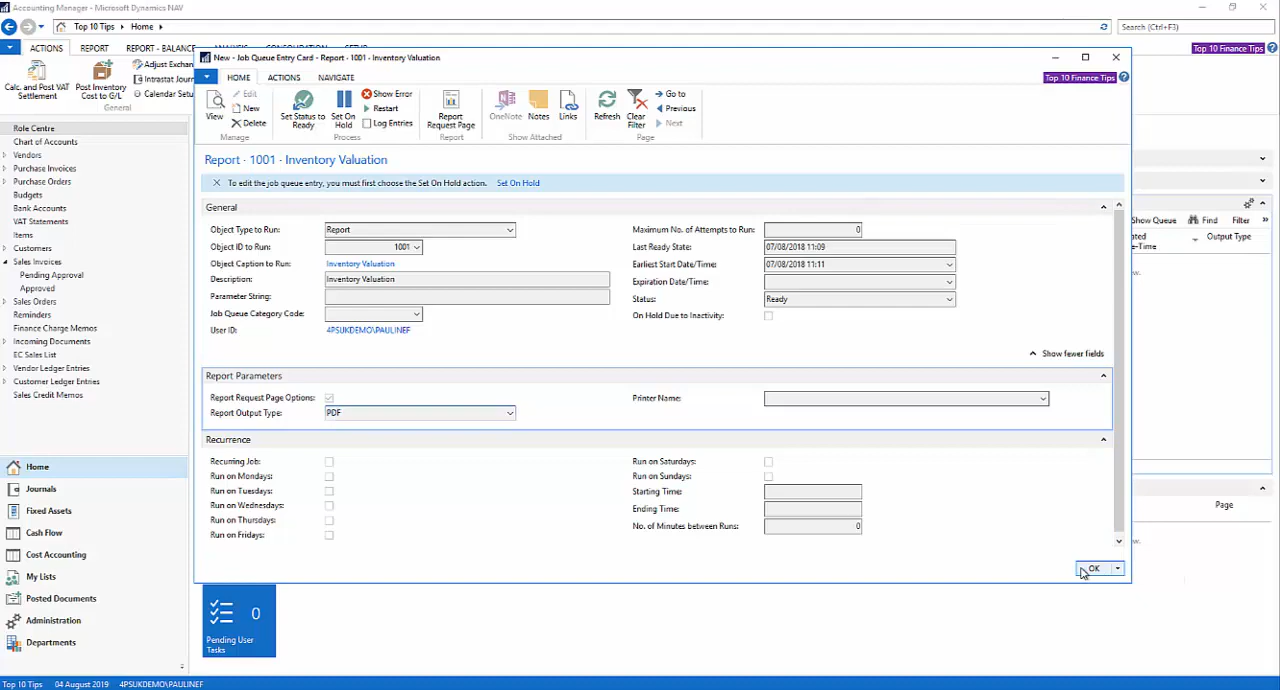 Accounting Manager - Microsoft Dynamics NAV
Top 10 Tips
Home
Search (Ctrl+F3)
ACTIONS
REPORT
REPORT - BALANCE
Top 10 Finance Tips
Calc. and Post VAT Settlement
Post Inventory Cost to G/L
Adjust Exchan
Intrastat Journ
Calendar Setu
General
Role Centre
Chart of Accounts
Vendors
Purchase Invoices
Purchase Orders
Budgets
Bank Accounts
VAT Statements
Items
Customers
Sales Invoices
Pending Approval
Approved
Sales Orders
Reminders
Finance Charge Memos
Incoming Documents
EC Sales List
Vendor Ledger Entries
Customer Ledger Entries
Sales Credit Memos
Home
Journals
Fixed Assets
Cash Flow
Cost Accounting
My Lists
Posted Documents
Administration
Departments
New - Job Queue Entry Card - Report · 1001 · Inventory Valuation
HOME
ACTIONS
NAVIGATE
Top 10 Finance Tips
View
Edit
New
Delete
Manage
Set Status to Ready
Set On Hold
Show Error
Restart
Log Entries
Process
Report Request Page
Report
OneNote
Notes
Links
Show Attached
Refresh
Clear Filter
Go to
Previous
Next
Page
Report · 1001 · Inventory Valuation
To edit the job queue entry, you must first choose the Set On Hold action. Set On Hold
General
Object Type to Run: Report
Object ID to Run: 1001
Object Caption to Run: Inventory Valuation
Description: Inventory Valuation
Parameter String:
Job Queue Category Code:
User ID: 4PSUKDEMO\PAULINEF
Maximum No. of Attempts to Run: 0
Last Ready State: 07/08/2018 11:09
Earliest Start Date/Time: 07/08/2018 11:11
Expiration Date/Time:
Status: Ready
On Hold Due to Inactivity:
Show fewer fields
Report Parameters
Report Request Page Options:
Report Output Type: PDF
Printer Name:
Recurrence
Recurring Job:
Run on Mondays:
Run on Tuesdays:
Run on Wednesdays:
Run on Thursdays:
Run on Fridays:
Run on Saturdays:
Run on Sundays:
Starting Time:
Ending Time:
No. of Minutes between Runs: 0
OK
Show Queue
Find
Filter
ated
e-Time
Output Type
w.
Page
w.
0
Pending User Tasks
Top 10 Tips
04 August 2019
4PSUKDEMO\PAULINEF